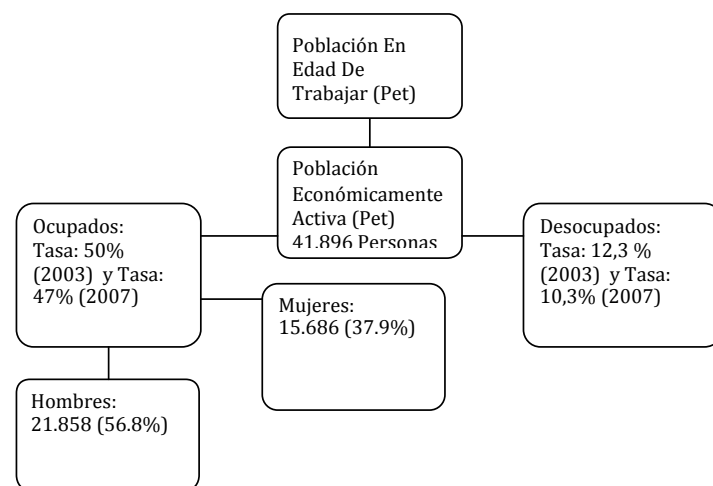 Población En
Edad De
Trabajar (Pet)
Población
Económicamente
Activa (Pet)
41.896 Personas
Ocupados:
Tasa: 50%
(2003)  y Tasa:
47% (2007)
Desocupados:
Tasa: 12,3 %
(2003)  y Tasa:
10,3% (2007)
Mujeres:
15.686 (37.9%)
Hombres:
21.858 (56.8%)